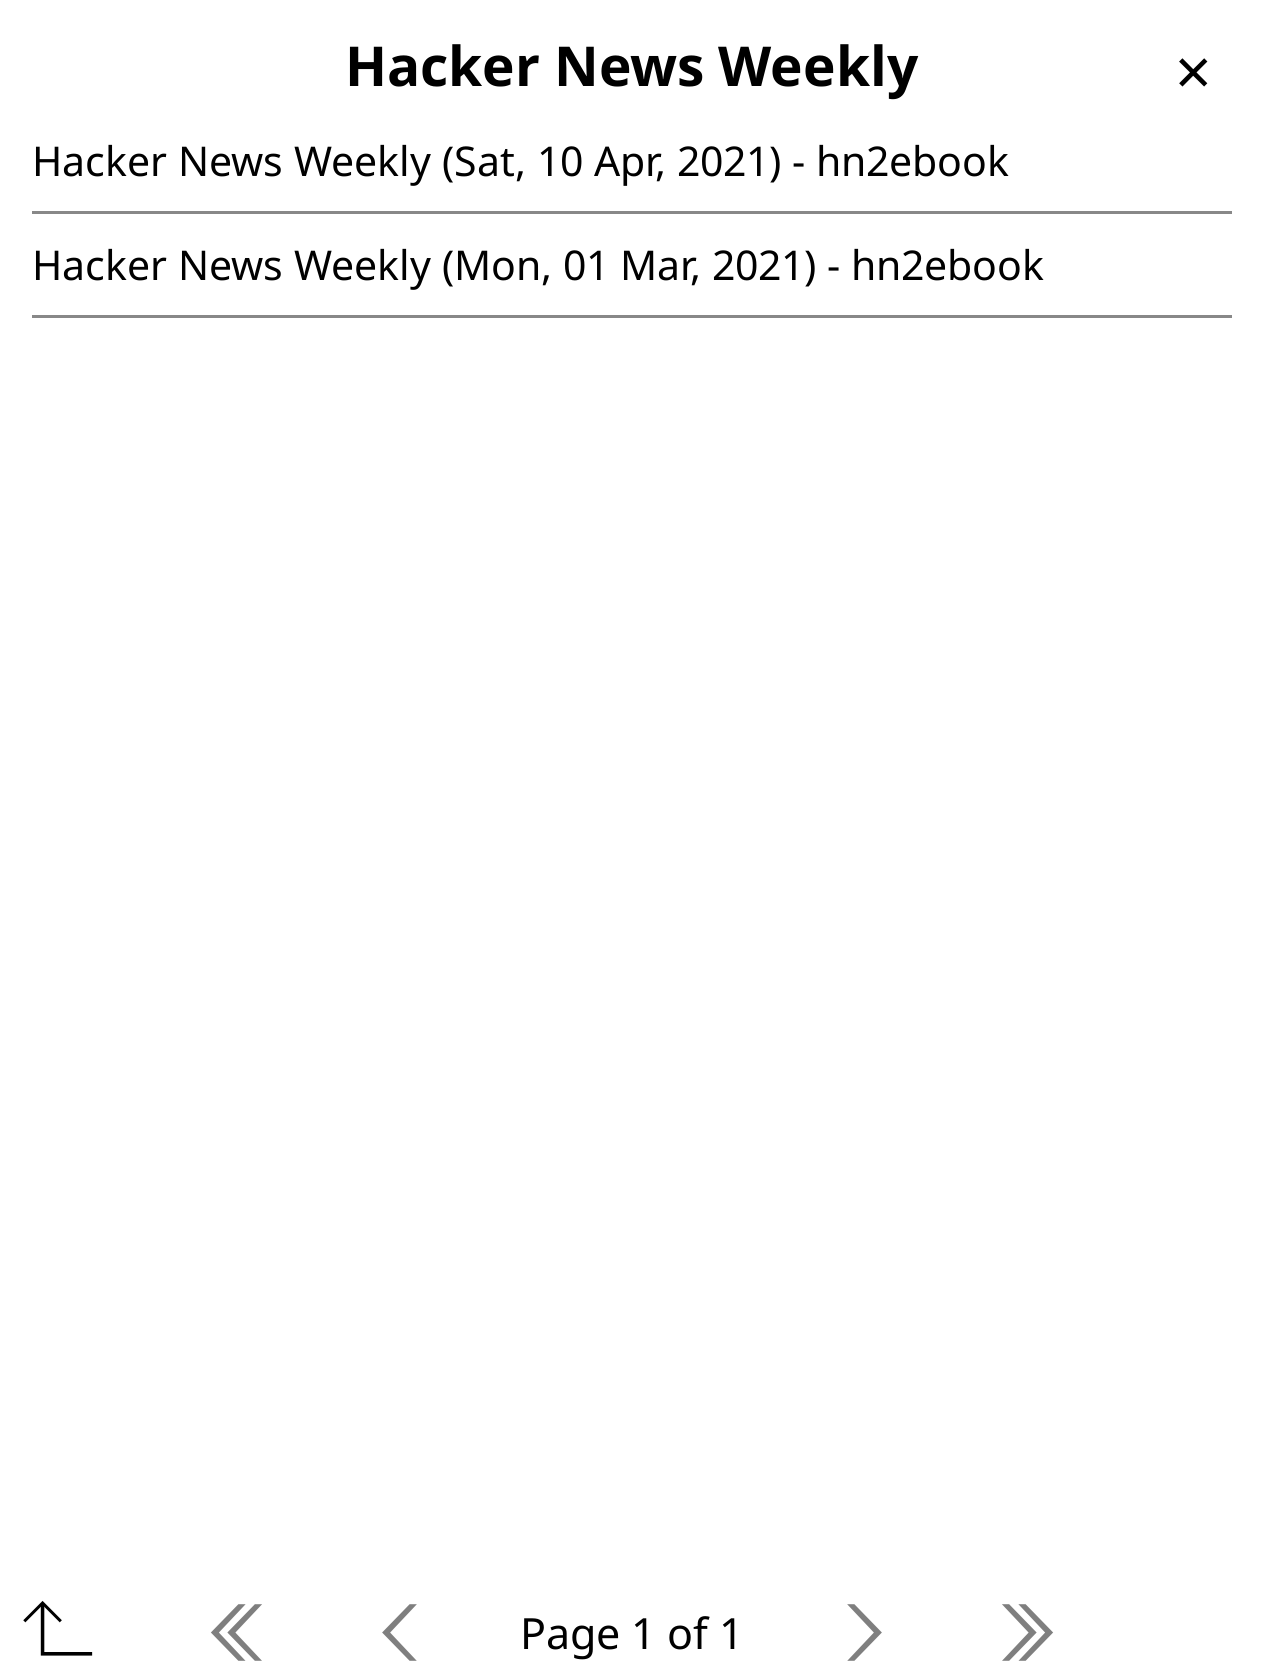 Hacker News Weekly
Hacker News Weekly (Sat, 10 Apr, 2021) - hn2ebook
Hacker News Weekly (Mon, 01 Mar, 2021) - hn2ebook
Page 1 of 1